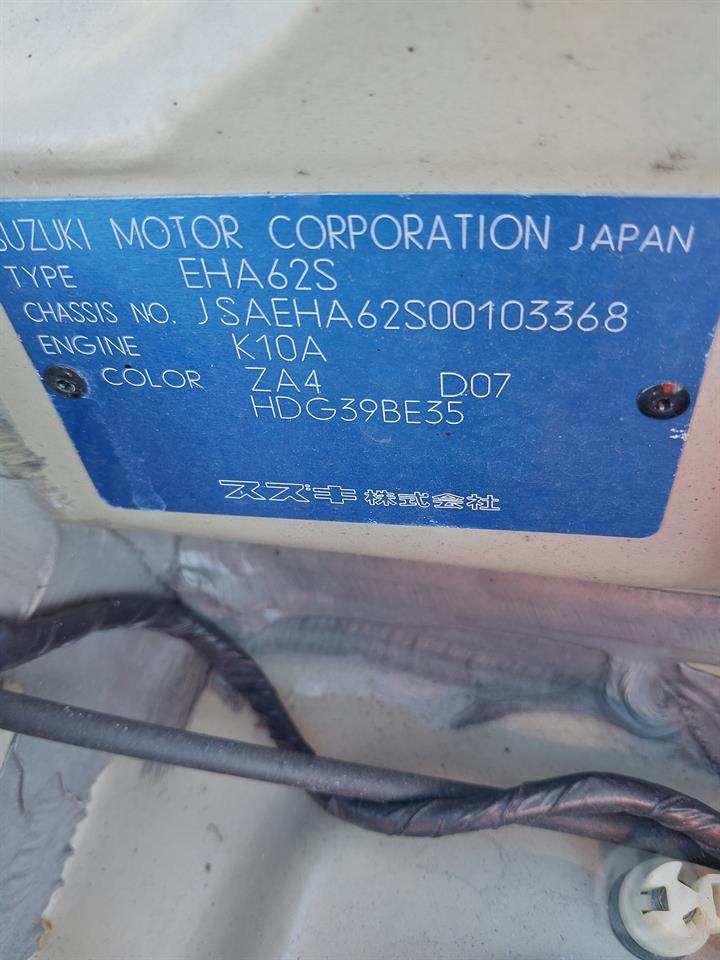 SUZUKI MOTOR CORPORATION JAPAN
TYPE EHA62S
CHASSIS NO. JSAEHA62S00103368
ENGINE K10A
COLOR ZA4 D07
HDG39BE35
スズキ株式会社